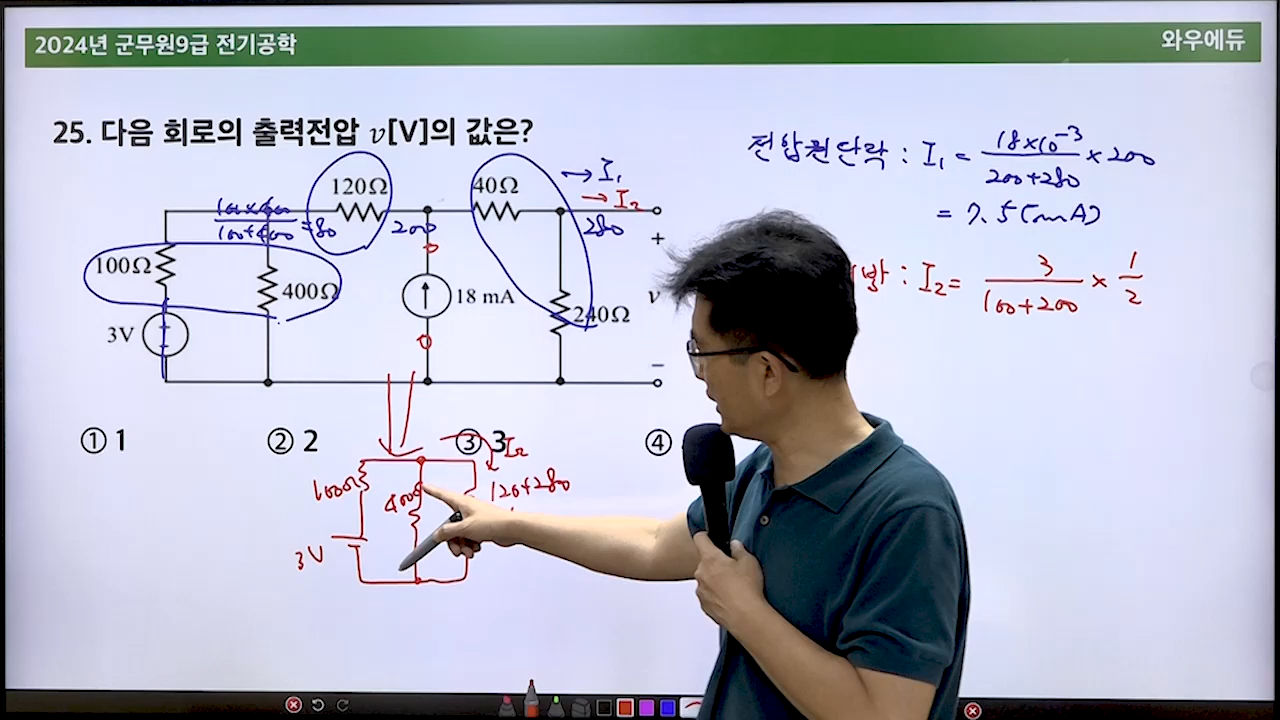 2024년 군무원9급 전기공학
와우에듀
25. 다음 회로의 출력전압 v[V]의 값은?
120Ω
40Ω
→ I₁
→ I₂
100×400
100+400
=80
200
280
+
100Ω
400Ω
18 mA
240Ω
v
3V
−
① 1
② 2
③ 3
④
전압원단락 : I₁ = 18×10⁻³ / 200+280 × 200
= 7.5(mA)
방 : I₂ = 3 / 100+200 × 1/2
I₂
100Ω
400
120+280
3V